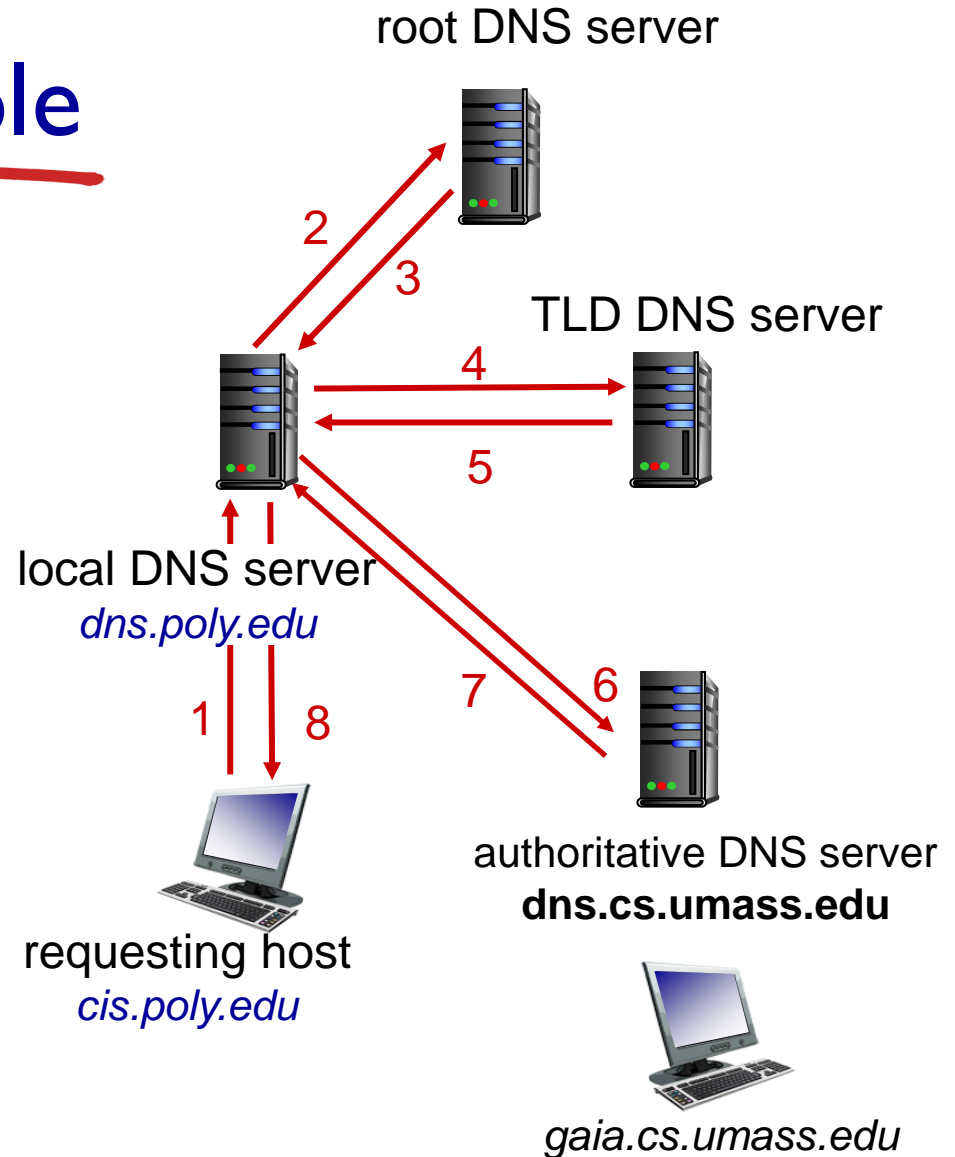 root DNS server
ple
2
3
TLD DNS server
4
5
local DNS server
dns.poly.edu
1
8
7
6
authoritative DNS server
dns.cs.umass.edu
requesting host
cis.poly.edu
gaia.cs.umass.edu